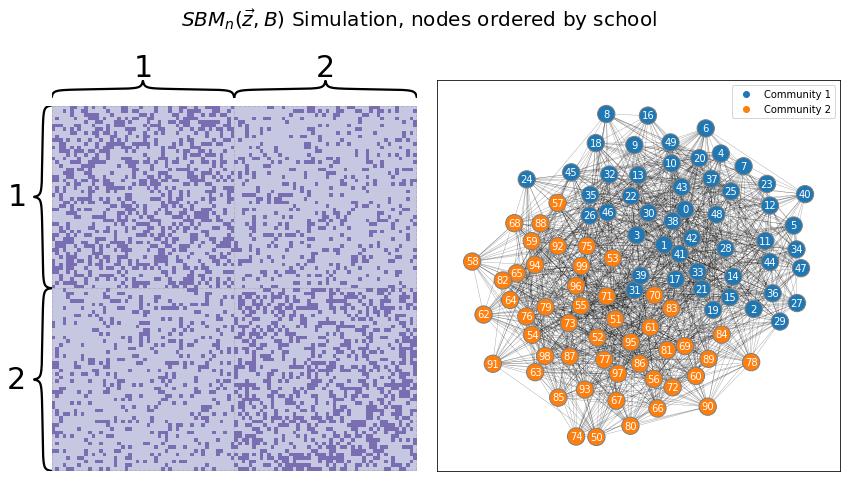 $SBM_n(\vec{z}, B)$ Simulation, nodes ordered by school
1 2
1
2
Community 1
Community 2
8 16
6
18 9 49
4
10 20 7
45 32 13
24 37 23
43 25
35 22 40
57 12
26 46 30 0 48
68 88 38 5
3 42
59 92 75 1 28 11 34
53 41
58 94 99 44 47
82 65 39 17 33 14
96 31 21 36
64 71 70 15 27
79 55 83 19 2
62 76 51 29
73 61
54 52 95 84
98 87 77 81 69
91 86 89 78
63 97 56 60
93 72
85 67 66 90
80
74 50